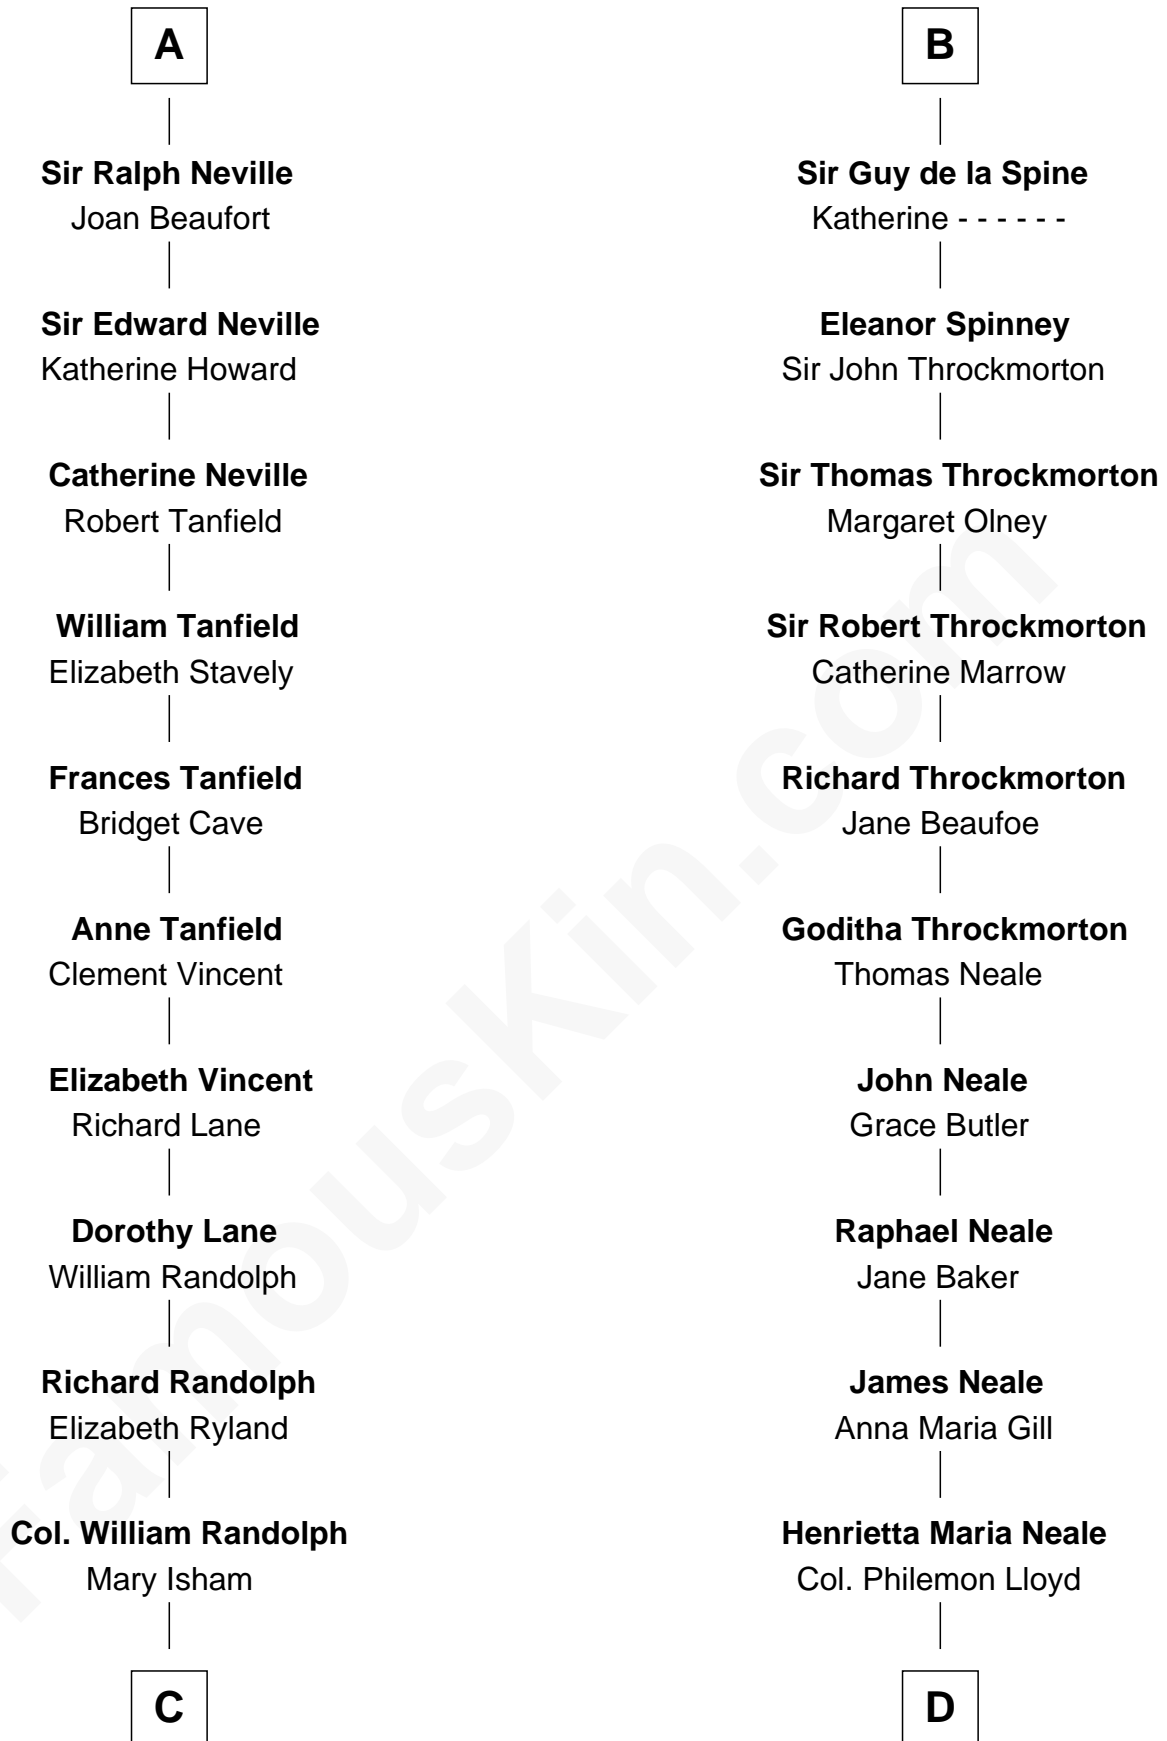 A
Sir Ralph Neville
Joan Beaufort
Sir Edward Neville
Katherine Howard
Catherine Neville
Robert Tanfield
William Tanfield
Elizabeth Stavely
Frances Tanfield
Bridget Cave
Anne Tanfield
Clement Vincent
Elizabeth Vincent
Richard Lane
Dorothy Lane
William Randolph
Richard Randolph
Elizabeth Ryland
Col. William Randolph
Mary Isham
C
B
Sir Guy de la Spine
Katherine - - - - - -
Eleanor Spinney
Sir John Throckmorton
Sir Thomas Throckmorton
Margaret Olney
Sir Robert Throckmorton
Catherine Marrow
Richard Throckmorton
Jane Beaufoe
Goditha Throckmorton
Thomas Neale
John Neale
Grace Butler
Raphael Neale
Jane Baker
James Neale
Anna Maria Gill
Henrietta Maria Neale
Col. Philemon Lloyd
D
FamousKin.com